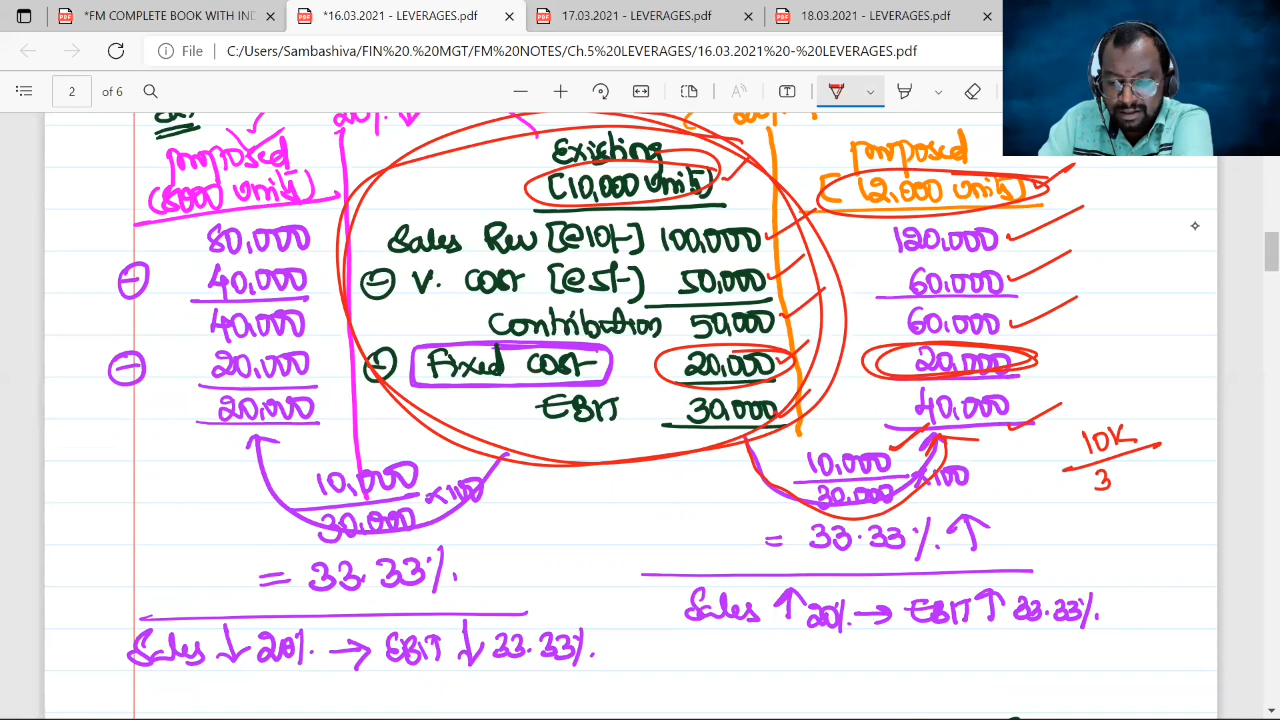 *FM COMPLETE BOOK WITH IND
*16.03.2021 - LEVERAGES.pdf
17.03.2021 - LEVERAGES.pdf
18.03.2021 - LEVERAGES.pdf
File
C:/Users/Sambashiva/FIN%20.%20MGT/FM%20NOTES/Ch.5%20LEVERAGES/16.03.2021%20-%20LEVERAGES.pdf
2 of 6
20% ↓
proposed
(8000 units)
Existing
(10,000 units)
proposed
(12,000 units)
80,000 Sales Rev [@10/-] 100,000 120,000
(-) 40,000 (-) V. Cost [@5/-] 50,000 60,000
40,000 Contribution 50,000 60,000
(-) 20,000 (-) Fixed Cost 20,000 20,000
20,000 EBIT 30,000 40,000
10,000/30,000 ×100
= 33.33%
Sales ↓ 20% → EBIT ↓ 33.33%
10,000/30,000 ×100
10K/3
= 33.33% ↑
Sales ↑ 20% → EBIT ↑ 33.33%